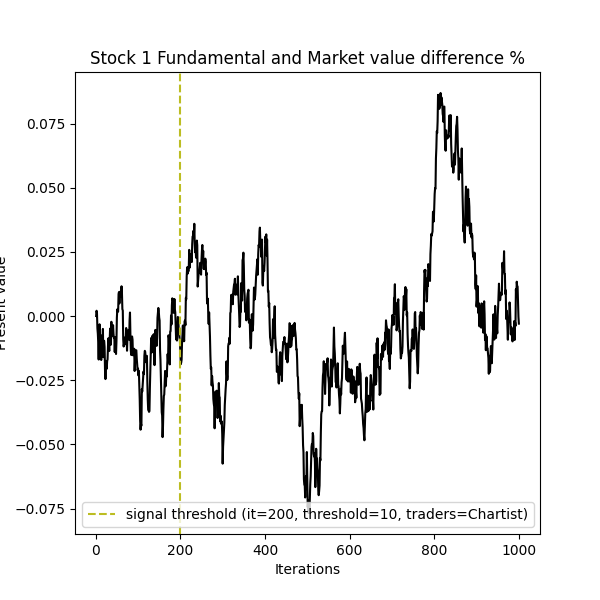 Stock 1 Fundamental and Market value difference %
0.075
0.050
0.025
0.000
−0.025
−0.050
−0.075
Present value
signal threshold (it=200, threshold=10, traders=Chartist)
0 200 400 600 800 1000
Iterations